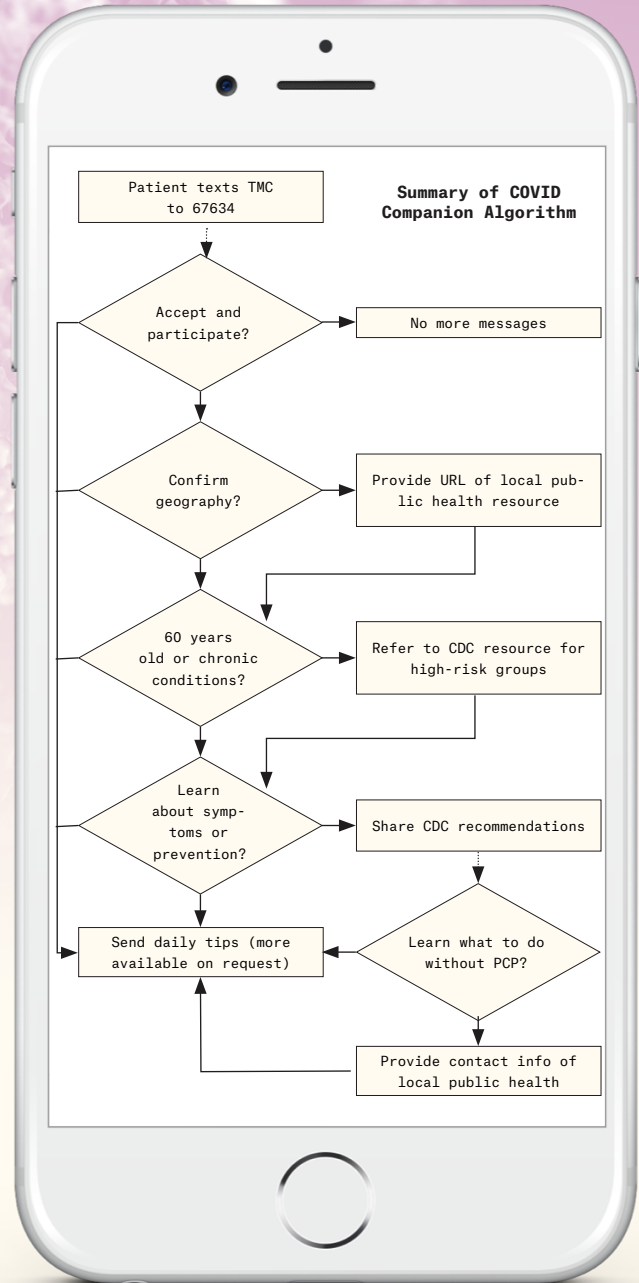 Patient texts TMC
to 67634
Summary of COVID
Companion Algorithm
Accept and
participate?
No more messages
Confirm
geography?
Provide URL of local pub-
lic health resource
60 years
old or chronic
conditions?
Refer to CDC resource for
high-risk groups
Learn
about symp-
toms or
prevention?
Share CDC recommendations
Send daily tips (more
available on request)
Learn what to do
without PCP?
Provide contact info of
local public health